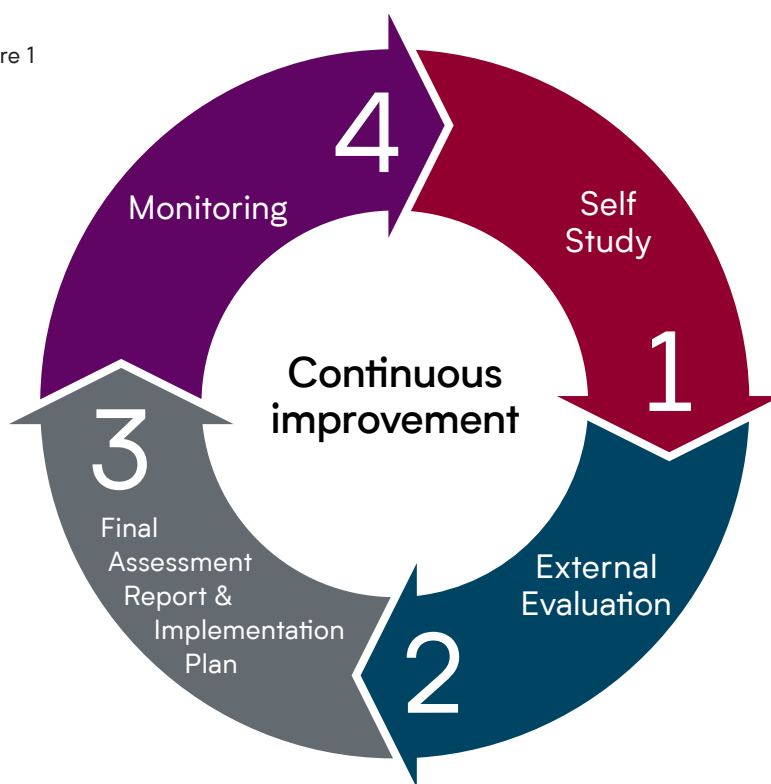 re 1
4
Monitoring
Self
Study
1
Continuous
improvement
3
Final
Assessment
Report &
Implementation
Plan
External
Evaluation
2